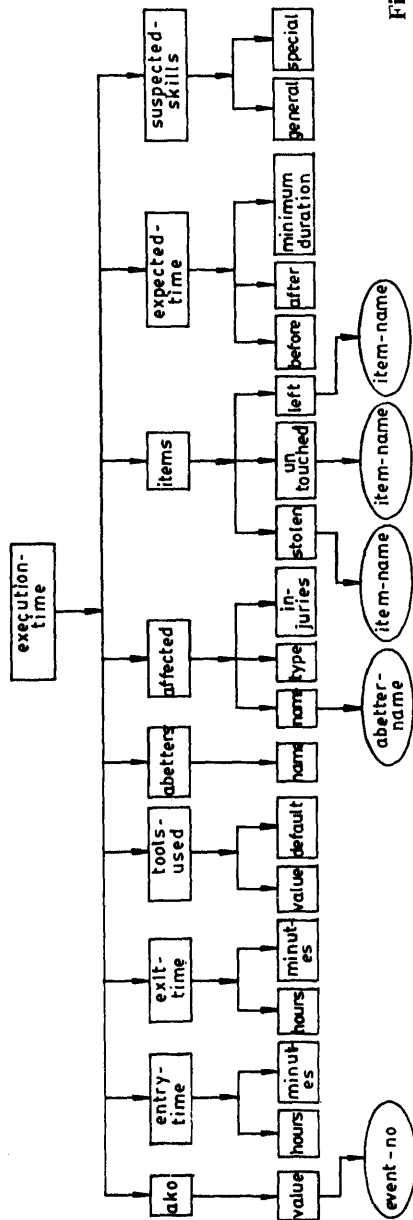 execution-
time
ako
entry-
time
exit-
time
tools-
used
abetters
affected
items
expected-
time
suspected-
skills
value
hours
minut-
es
hours
minut-
es
value
default
name
name
type
in-
juries
stolen
un
touched
left
before
after
minimum
duration
general
special
event-no
abetter-
name
item-name
item-name
item-name
Fi